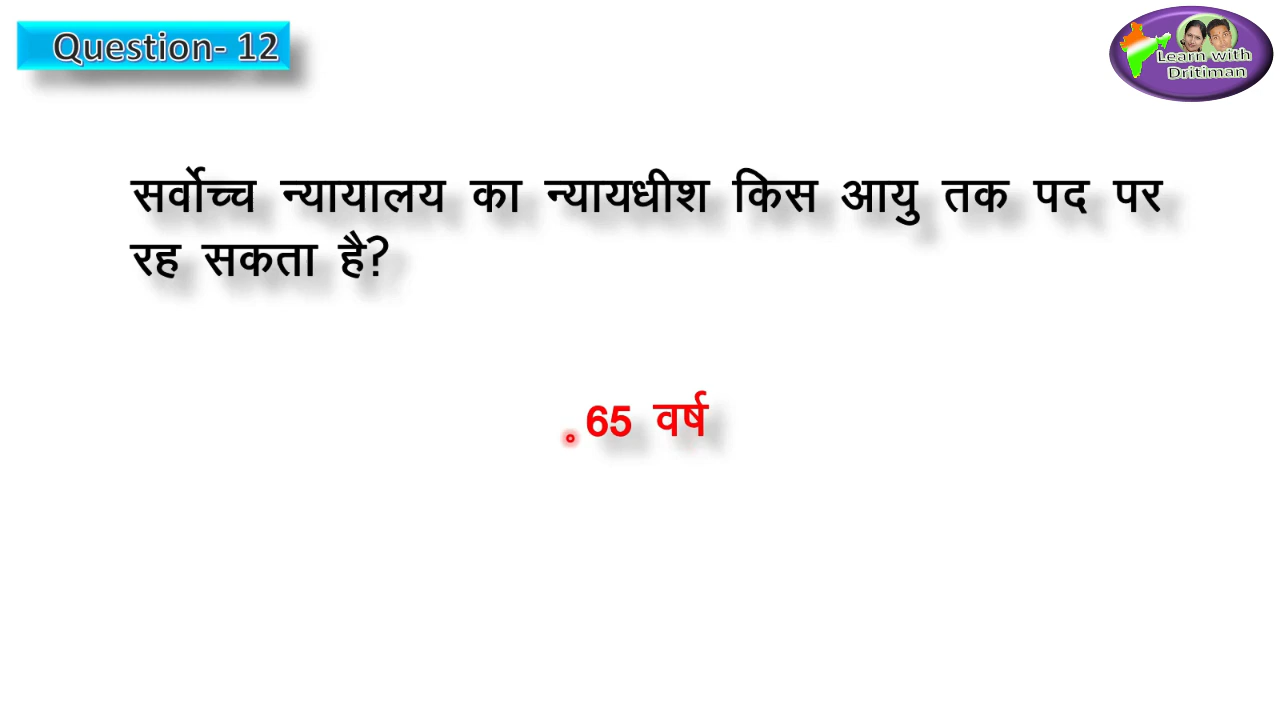 Question- 12
Learn with
Dritiman
सर्वोच्च न्यायालय का न्यायधीश किस आयु तक पद पर
रह सकता है?
65 वर्ष